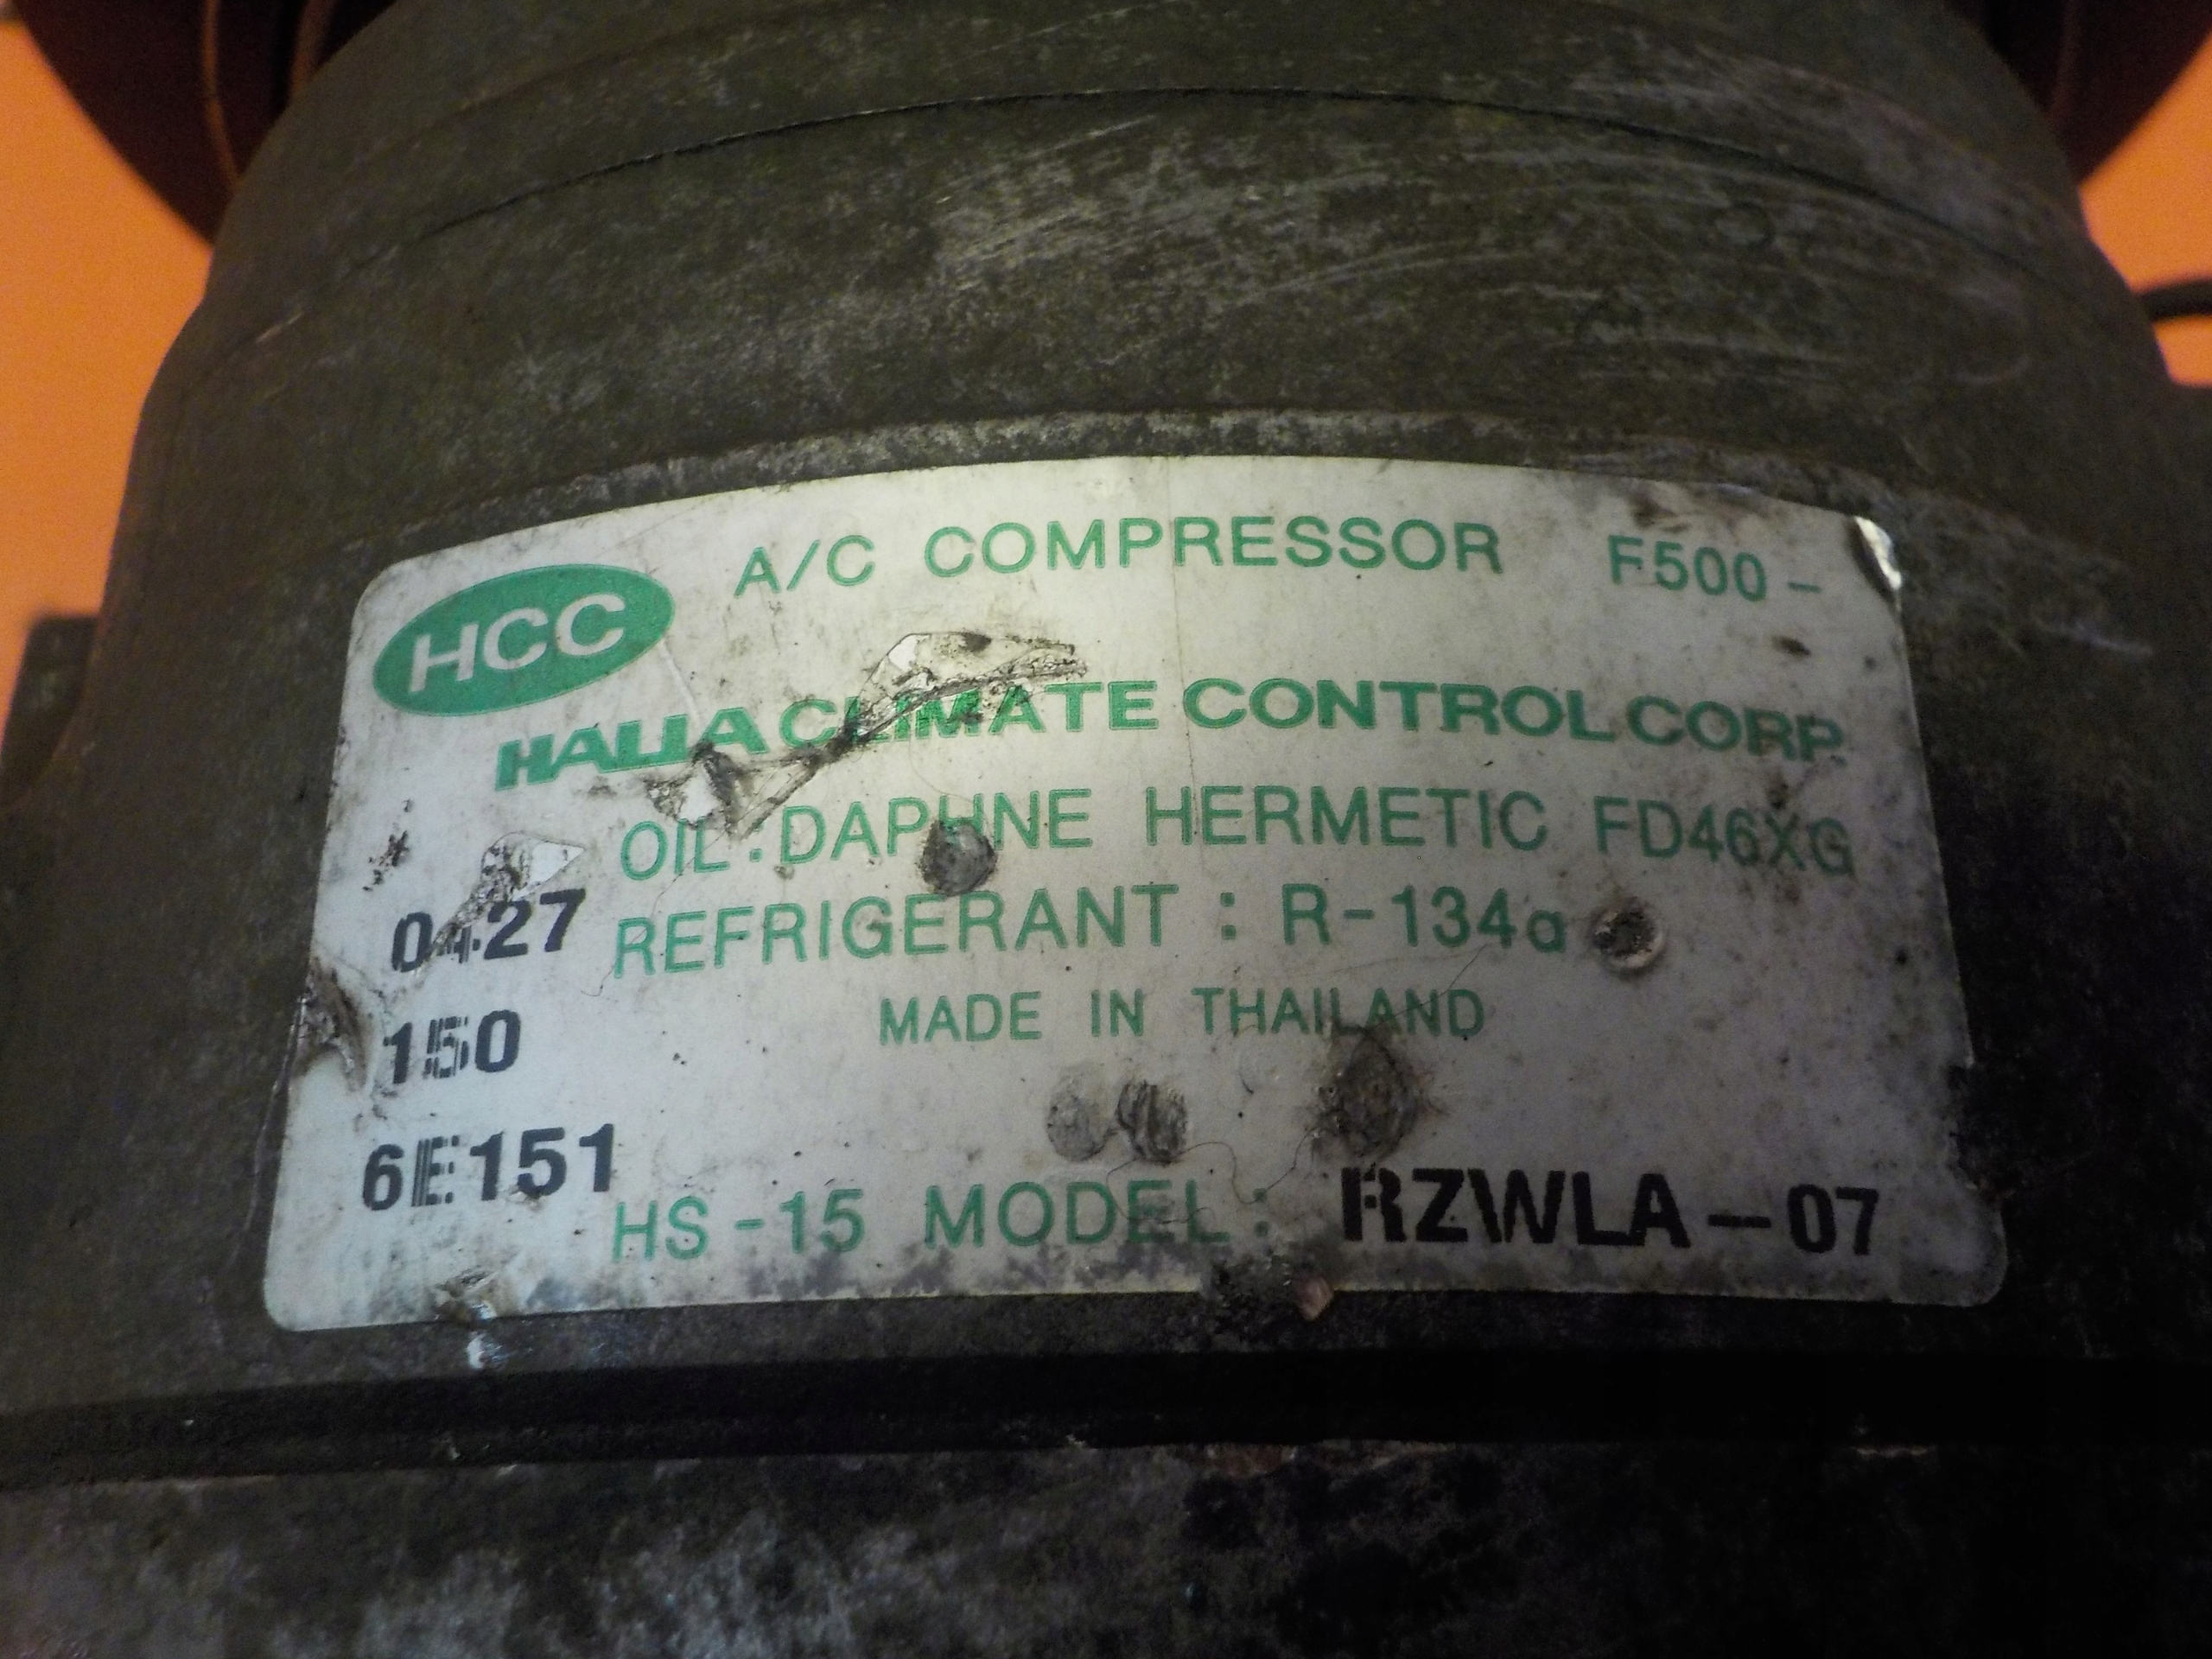 HCC A/C COMPRESSOR F500-
HALLA CLIMATE CONTROL CORP.
OIL:DAPHNE HERMETIC FD46XG
0427 REFRIGERANT : R-134a
150 MADE IN THAILAND
6E151 HS-15 MODEL: RZWLA-07